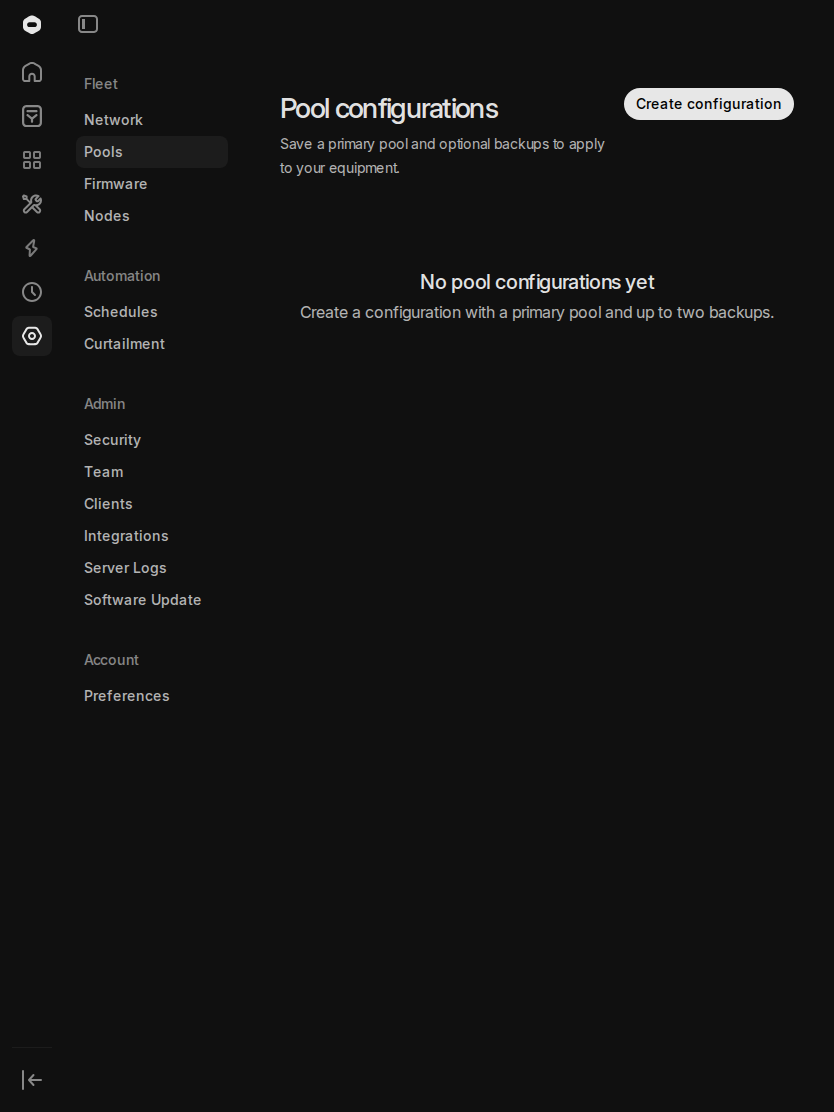 Fleet
Network
Pools
Firmware
Nodes
Automation
Schedules
Curtailment
Admin
Security
Team
Clients
Integrations
Server Logs
Software Update
Account
Preferences
Pool configurations
Create configuration
Save a primary pool and optional backups to apply
to your equipment.
No pool configurations yet
Create a configuration with a primary pool and up to two backups.